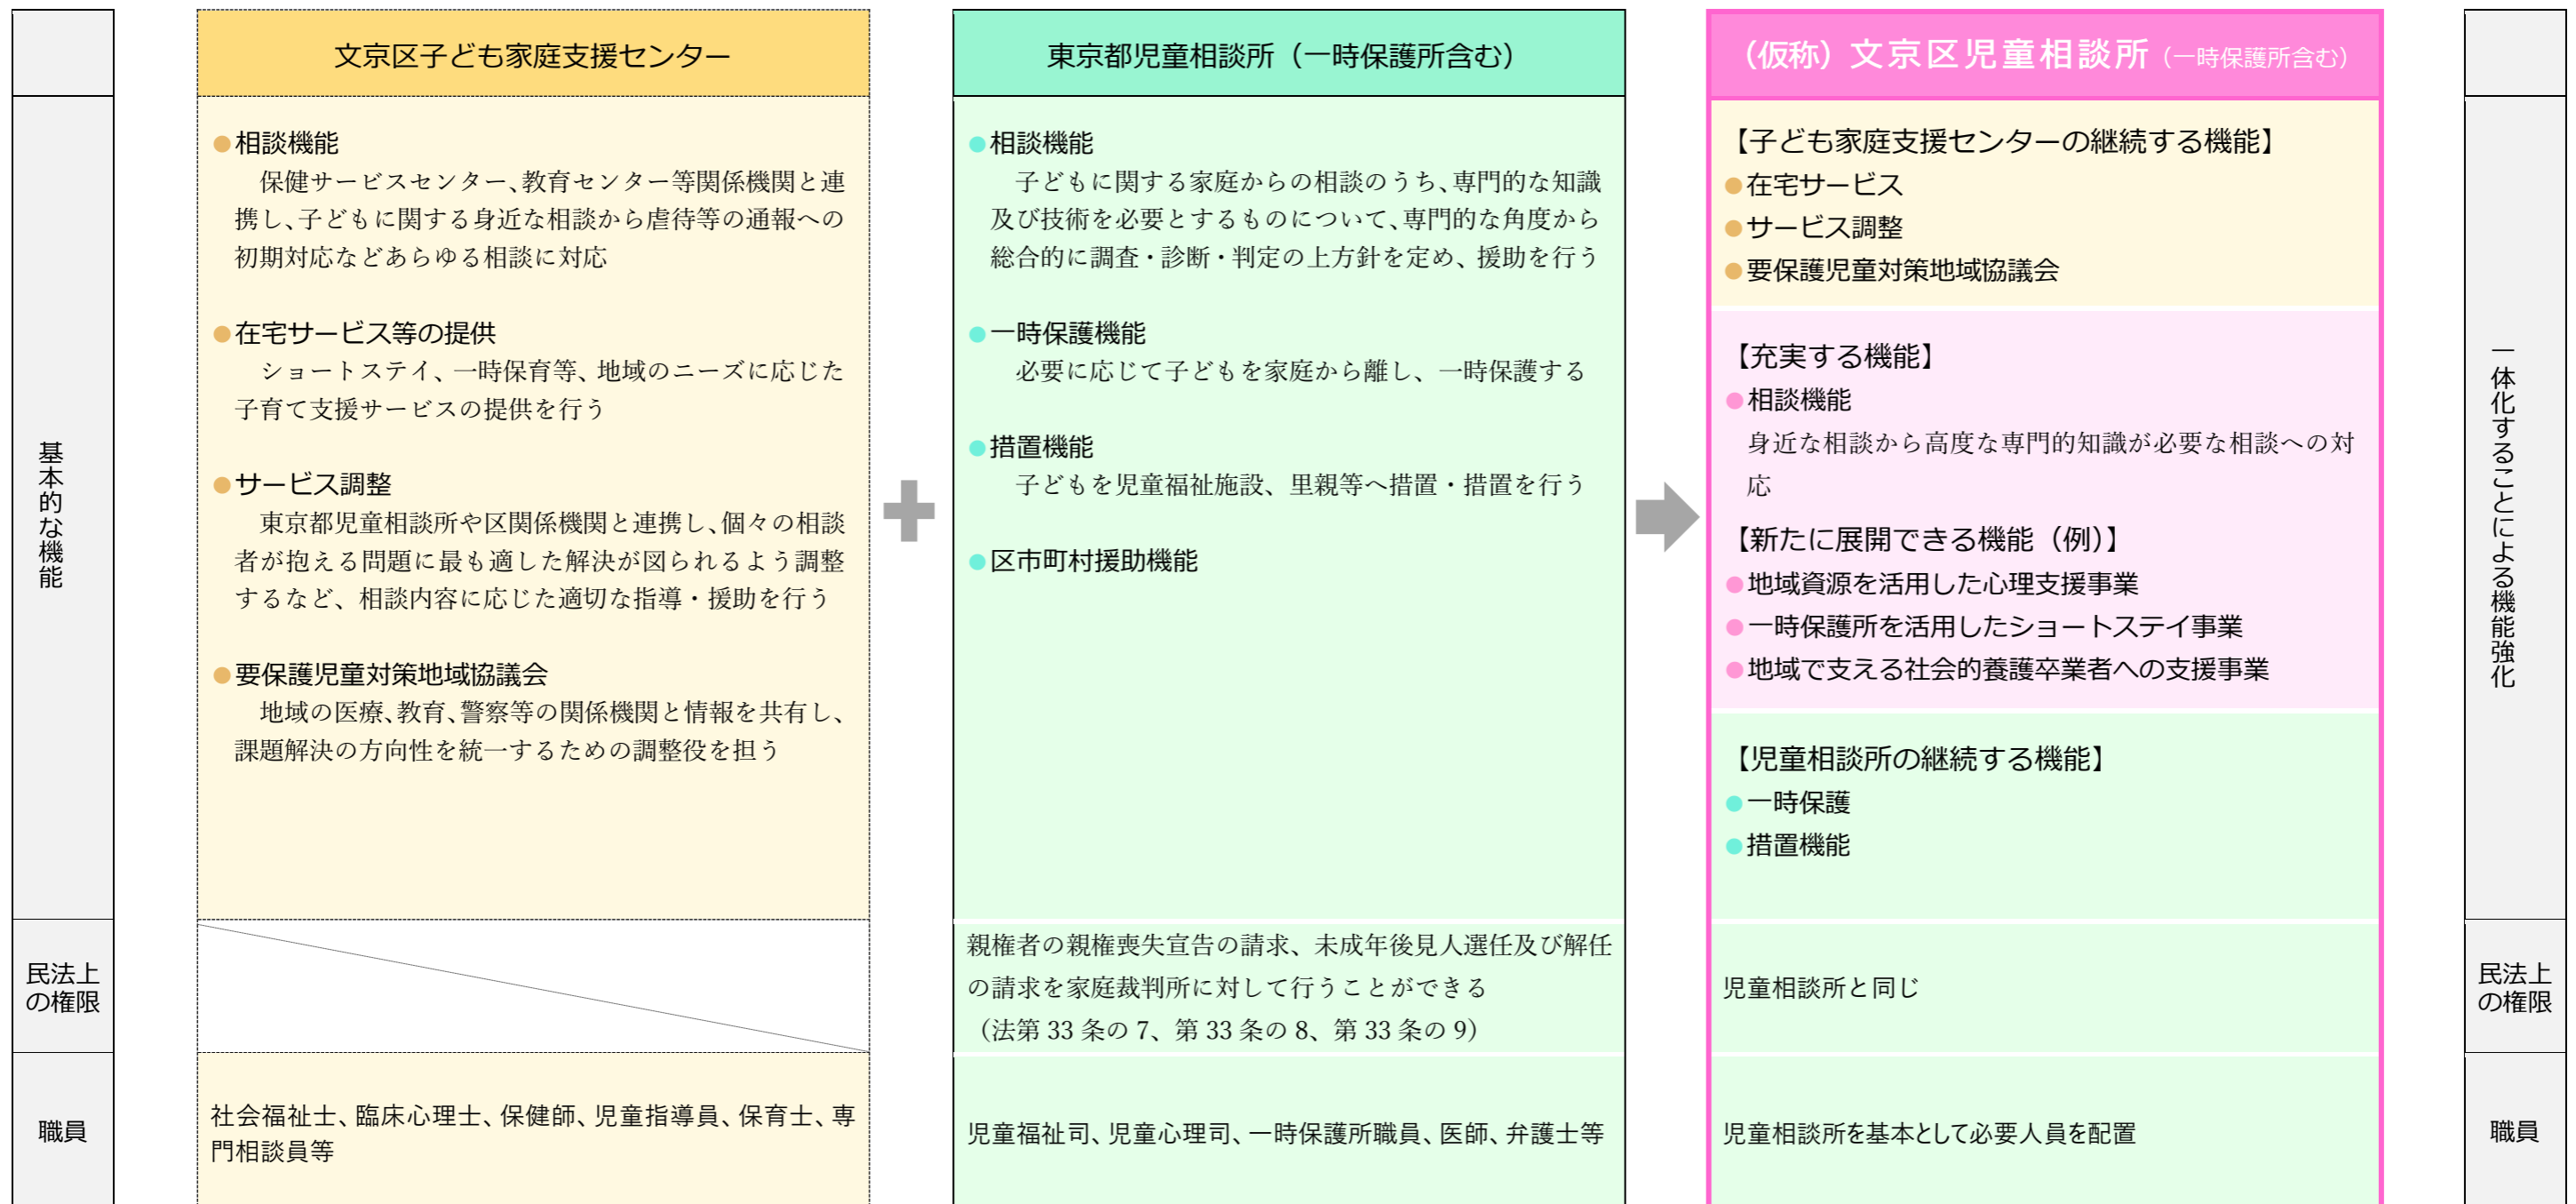 文京区子ども家庭支援センター
東京都児童相談所（一時保護所含む）
（仮称）文京区児童相談所（一時保護所含む）
基本的な機能
●相談機能
保健サービスセンター、教育センター等関係機関と連
携し、子どもに関する身近な相談から虐待等の通報への
初期対応などあらゆる相談に対応
●在宅サービス等の提供
ショートステイ、一時保育等、地域のニーズに応じた
子育て支援サービスの提供を行う
●サービス調整
東京都児童相談所や区関係機関と連携し、個々の相談
者が抱える問題に最も適した解決が図られるよう調整
するなど、相談内容に応じた適切な指導・援助を行う
●要保護児童対策地域協議会
地域の医療、教育、警察等の関係機関と情報を共有し、
課題解決の方向性を統一するための調整役を担う
●相談機能
子どもに関する家庭からの相談のうち、専門的な知識
及び技術を必要とするものについて、専門的な角度から
総合的に調査・診断・判定の上方針を定め、援助を行う
●一時保護機能
必要に応じて子どもを家庭から離し、一時保護する
●措置機能
子どもを児童福祉施設、里親等へ措置・措置を行う
●区市町村援助機能
【子ども家庭支援センターの継続する機能】
●在宅サービス
●サービス調整
●要保護児童対策地域協議会
【充実する機能】
●相談機能
身近な相談から高度な専門的知識が必要な相談への対
応
【新たに展開できる機能（例）】
●地域資源を活用した心理支援事業
●一時保護所を活用したショートステイ事業
●地域で支える社会的養護卒業者への支援事業
【児童相談所の継続する機能】
●一時保護
●措置機能
一体化することによる機能強化
民法上
の権限
親権者の親権喪失宣告の請求、未成年後見人選任及び解任
の請求を家庭裁判所に対して行うことができる
（法第 33 条の 7、第 33 条の 8、第 33 条の 9）
児童相談所と同じ
民法上
の権限
職員
社会福祉士、臨床心理士、保健師、児童指導員、保育士、専
門相談員等
児童福祉司、児童心理司、一時保護所職員、医師、弁護士等
児童相談所を基本として必要人員を配置
職員